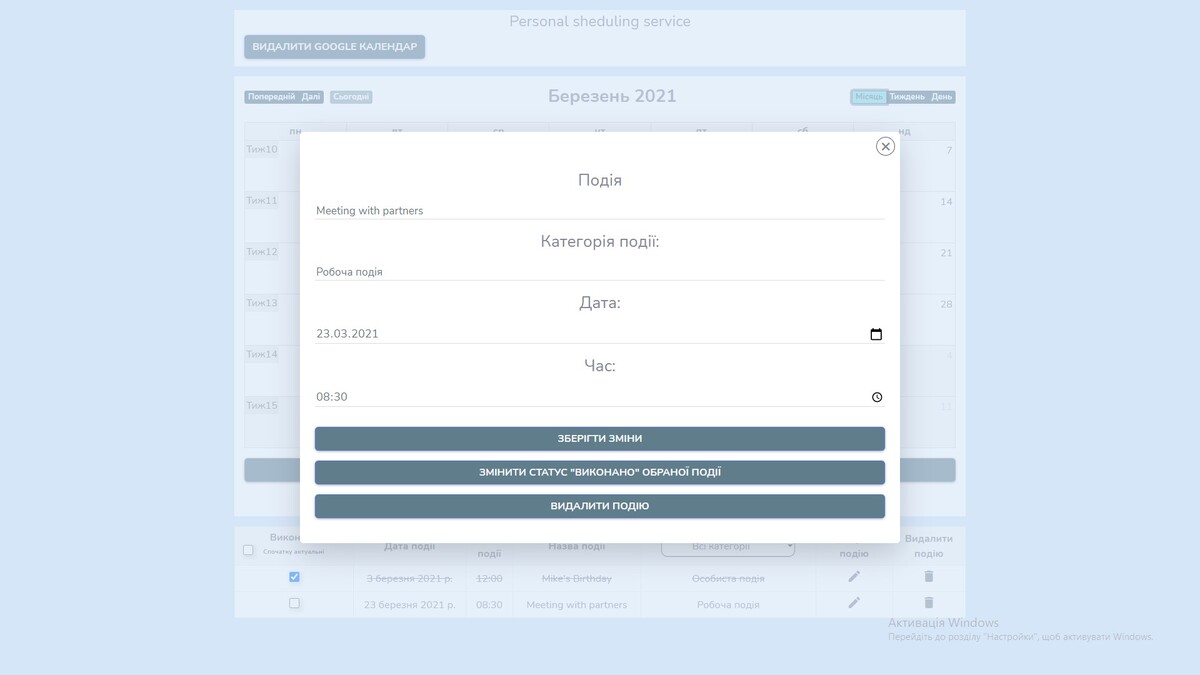 Personal sheduling service
ВИДАЛИТИ GOOGLE КАЛЕНДАР
Попередній Далі Сьогодні
Березень 2021
Місяць Тиждень День
пн вт ср чт пт сб нд
Тиж10 7
Тиж11 14
Тиж12 21
Тиж13 28
Тиж14 4
Тиж15 11
Подія
Meeting with partners
Категорія події:
Робоча подія
Дата:
23.03.2021
Час:
08:30
ЗБЕРІГТИ ЗМІНИ
ЗМІНИТИ СТАТУС "ВИКОНАНО" ОБРАНОЇ ПОДІЇ
ВИДАЛИТИ ПОДІЮ
Викон
Спочатку актуальні
Дата події
події
Назва події
Всі категорії
подію
Видалити
подію
3 березня 2021 р. 12:00 Mike's Birthday Особиста подія
23 березня 2021 р. 08:30 Meeting with partners Робоча подія
Активація Windows
Перейдіть до розділу "Настройки", щоб активувати Windows.